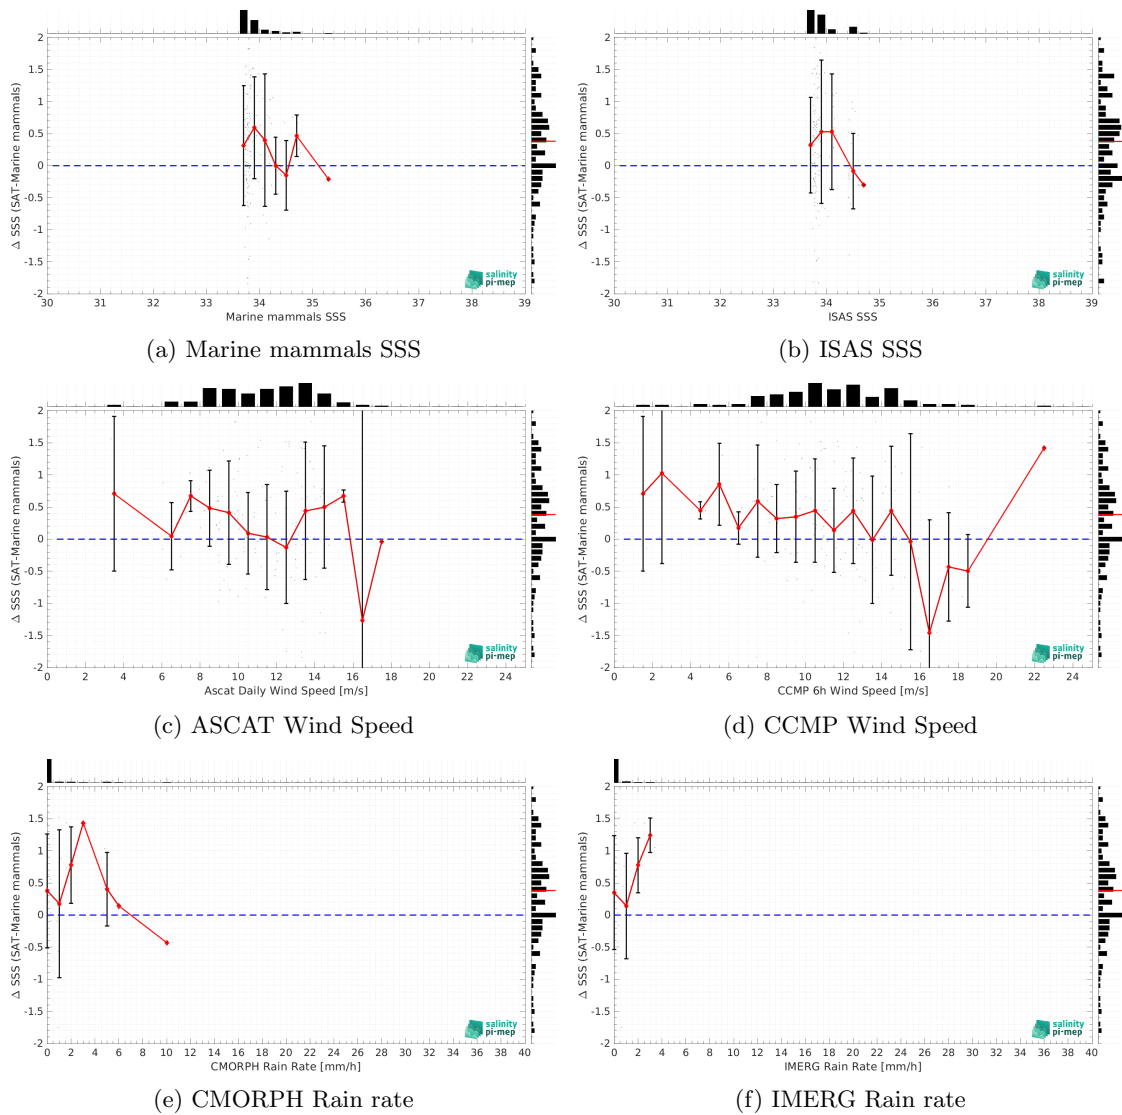 2
1.5
1
0.5
0
-0.5
-1
-1.5
-2
Δ SSS (SAT-Marine mammals)
salinity
pi-mep
30 31 32 33 34 35 36 37 38 39
Marine mammals SSS
(a) Marine mammals SSS
2
1.5
1
0.5
0
-0.5
-1
-1.5
-2
Δ SSS (SAT-Marine mammals)
salinity
pi-mep
30 31 32 33 34 35 36 37 38 39
ISAS SSS
(b) ISAS SSS
2
1.5
1
0.5
0
-0.5
-1
-1.5
-2
Δ SSS (SAT-Marine mammals)
salinity
pi-mep
0 2 4 6 8 10 12 14 16 18 20 22 24
Ascat Daily Wind Speed [m/s]
(c) ASCAT Wind Speed
2
1.5
1
0.5
0
-0.5
-1
-1.5
-2
Δ SSS (SAT-Marine mammals)
salinity
pi-mep
0 2 4 6 8 10 12 14 16 18 20 22 24
CCMP 6h Wind Speed [m/s]
(d) CCMP Wind Speed
2
1.5
1
0.5
0
-0.5
-1
-1.5
-2
Δ SSS (SAT-Marine mammals)
salinity
pi-mep
0 2 4 6 8 10 12 14 16 18 20 22 24 26 28 30 32 34 36 38 40
CMORPH Rain Rate [mm/h]
(e) CMORPH Rain rate
2
1.5
1
0.5
0
-0.5
-1
-1.5
-2
Δ SSS (SAT-Marine mammals)
salinity
pi-mep
0 2 4 6 8 10 12 14 16 18 20 22 24 26 28 30 32 34 36 38 40
IMERG Rain Rate [mm/h]
(f) IMERG Rain rate